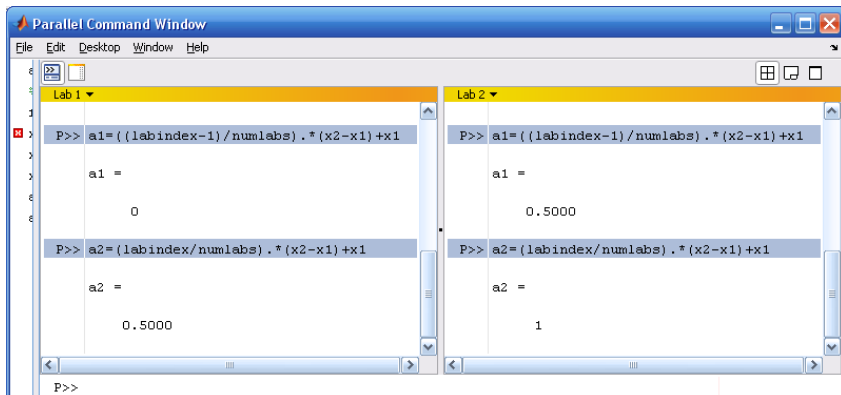 Parallel Command Window
File Edit Desktop Window Help
Lab 1
P>> a1=((labindex-1)/numlabs).*(x2-x1)+x1
a1 =
0
P>> a2=(labindex/numlabs).*(x2-x1)+x1
a2 =
0.5000
Lab 2
P>> a1=((labindex-1)/numlabs).*(x2-x1)+x1
a1 =
0.5000
P>> a2=(labindex/numlabs).*(x2-x1)+x1
a2 =
1
P>>